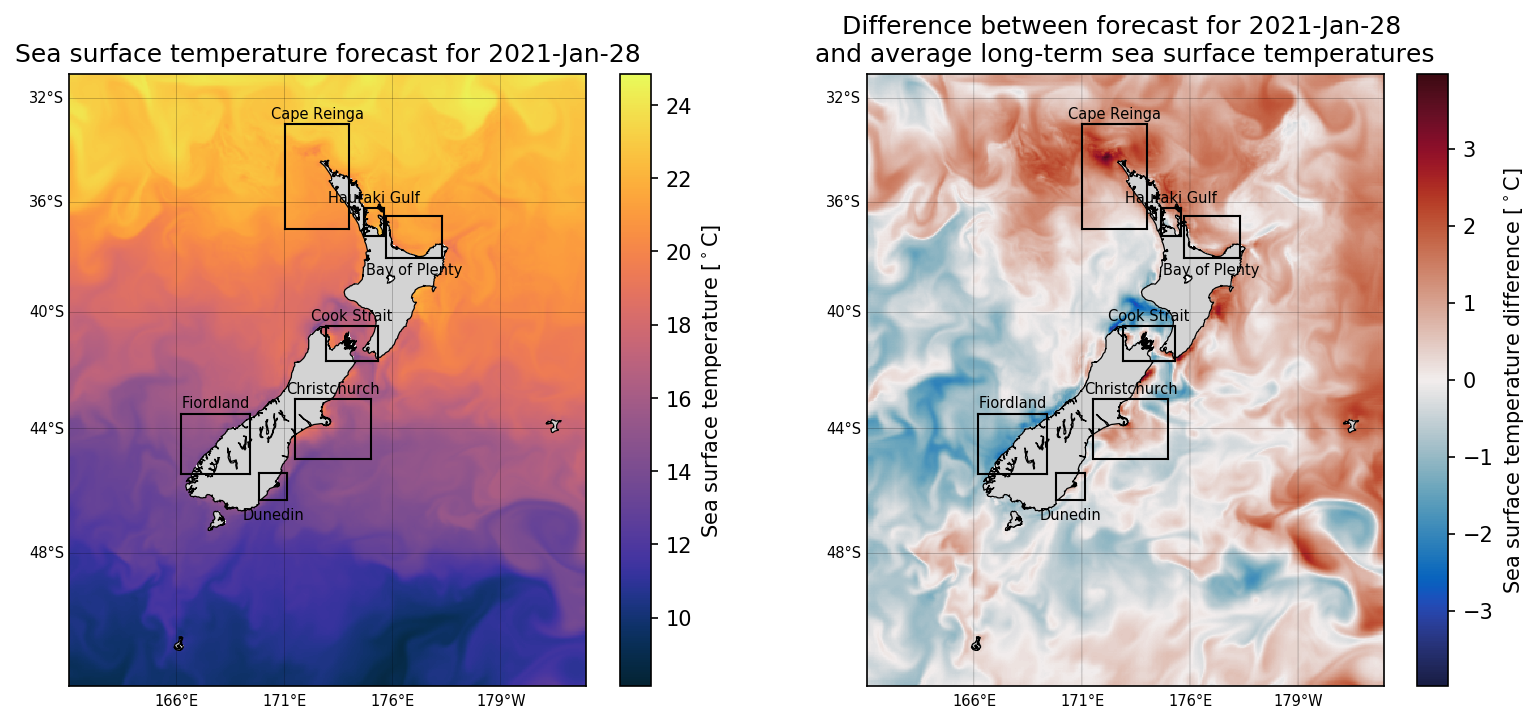 Sea surface temperature forecast for 2021-Jan-28
32°S
36°S
40°S
44°S
48°S
166°E
171°E
176°E
179°W
Cape Reinga
Hauraki Gulf
Bay of Plenty
Cook Strait
Christchurch
Fiordland
Dunedin
24
22
20
18
16
14
12
10
Sea surface temperature [°C]
Difference between forecast for 2021-Jan-28
and average long-term sea surface temperatures
32°S
36°S
40°S
44°S
48°S
166°E
171°E
176°E
179°W
Cape Reinga
Hauraki Gulf
Bay of Plenty
Cook Strait
Christchurch
Fiordland
Dunedin
3
2
1
0
−1
−2
−3
Sea surface temperature difference [°C]